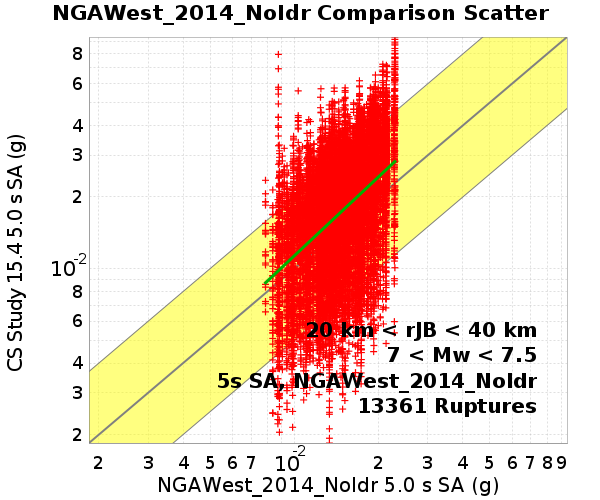 NGAWest_2014_NoIdr Comparison Scatter
CS Study 15.4 5.0 s SA (g)
8
6
4
3
2
10-2
8
6
4
3
2
20 km < rJB < 40 km
7 < Mw < 7.5
5s SA, NGAWest_2014_NoIdr
13361 Ruptures
2 3 4 5 6 7 10-2 2 3 4 5 6 7 8 9
NGAWest_2014_NoIdr 5.0 s SA (g)